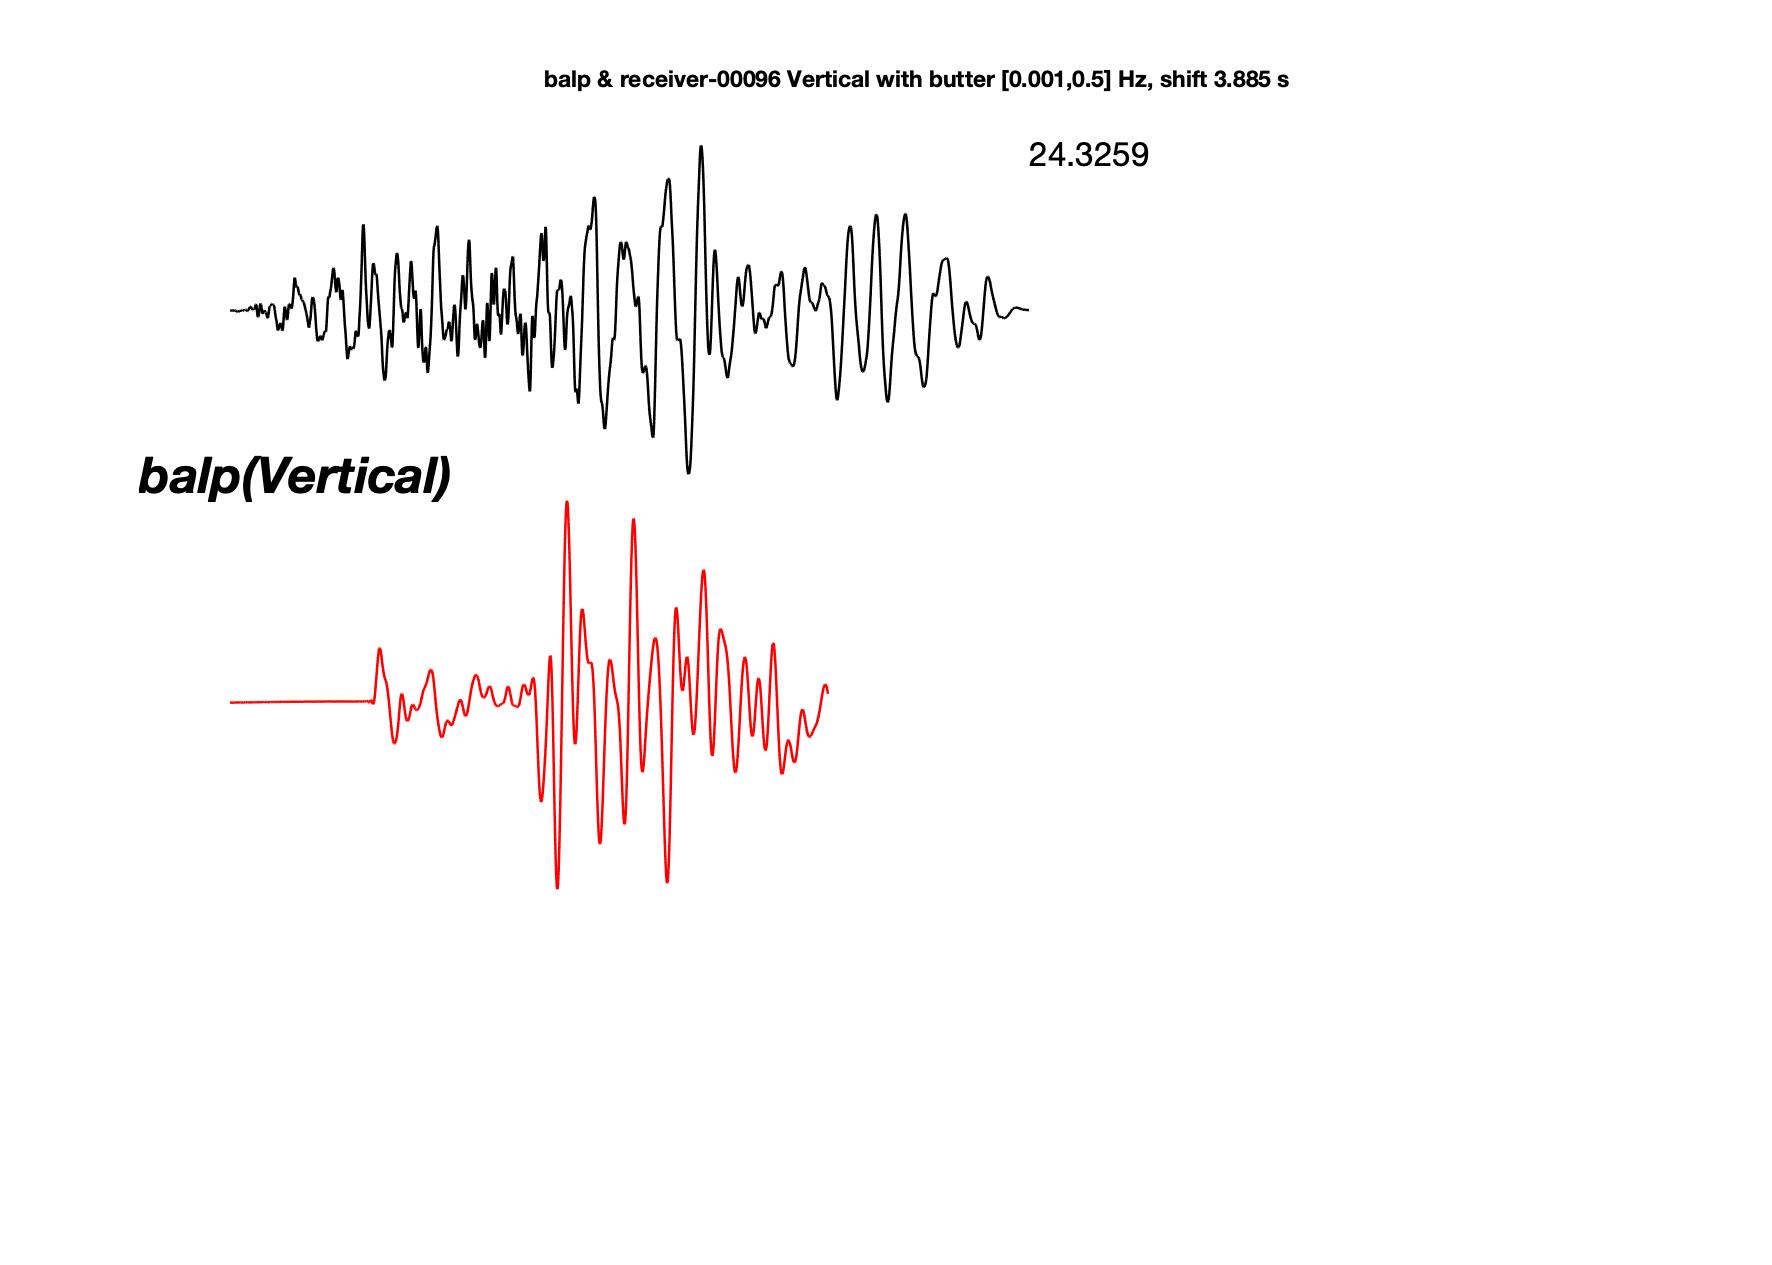 balp & receiver-00096 Vertical with butter [0.001,0.5] Hz, shift 3.885 s
24.3259
balp(Vertical)